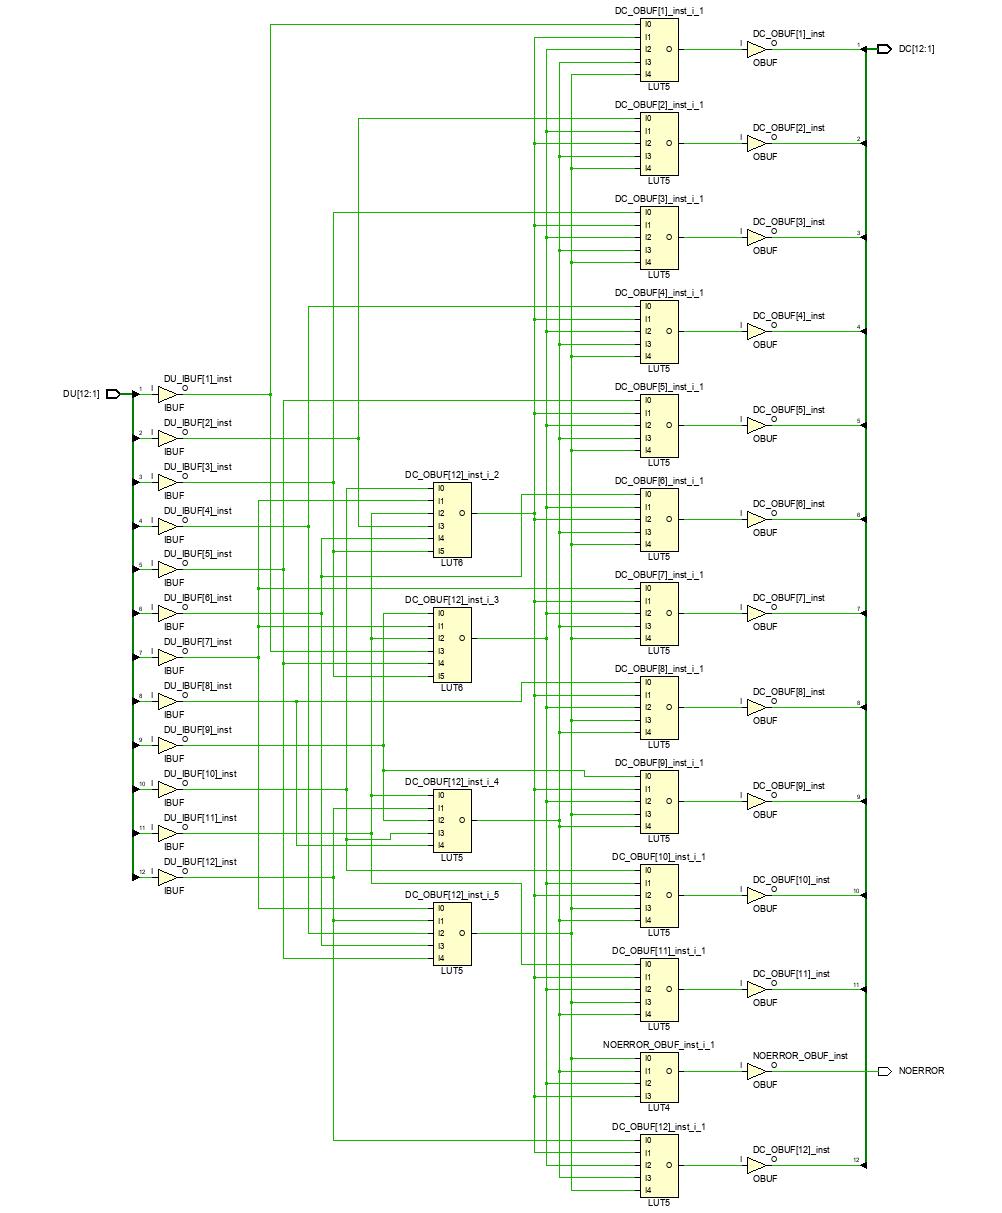 DC_OBUF[1]_inst_i_1
I0
I1
I2
I3
I4
O
LUT5
DC_OBUF[1]_inst
I
O
OBUF
1
DC[12:1]
DC_OBUF[2]_inst_i_1
I0
I1
I2
I3
I4
O
LUT5
DC_OBUF[2]_inst
I
O
OBUF
2
DC_OBUF[3]_inst_i_1
I0
I1
I2
I3
I4
O
LUT5
DC_OBUF[3]_inst
I
O
OBUF
3
DC_OBUF[4]_inst_i_1
I0
I1
I2
I3
I4
O
LUT5
DC_OBUF[4]_inst
I
O
OBUF
4
DU[12:1]
1
I
DU_IBUF[1]_inst
O
IBUF
2
I
DU_IBUF[2]_inst
O
IBUF
3
I
DU_IBUF[3]_inst
O
IBUF
4
I
DU_IBUF[4]_inst
O
IBUF
5
I
DU_IBUF[5]_inst
O
IBUF
6
I
DU_IBUF[6]_inst
O
IBUF
7
I
DU_IBUF[7]_inst
O
IBUF
8
I
DU_IBUF[8]_inst
O
IBUF
9
I
DU_IBUF[9]_inst
O
IBUF
10
I
DU_IBUF[10]_inst
O
IBUF
11
I
DU_IBUF[11]_inst
O
IBUF
12
I
DU_IBUF[12]_inst
O
IBUF
DC_OBUF[12]_inst_i_2
I0
I1
I2
I3
I4
I5
O
LUT6
DC_OBUF[12]_inst_i_3
I0
I1
I2
I3
I4
I5
O
LUT6
DC_OBUF[12]_inst_i_4
I0
I1
I2
I3
I4
O
LUT5
DC_OBUF[12]_inst_i_5
I0
I1
I2
I3
I4
O
LUT5
DC_OBUF[5]_inst_i_1
I0
I1
I2
I3
I4
O
LUT5
DC_OBUF[5]_inst
I
O
OBUF
5
DC_OBUF[6]_inst_i_1
I0
I1
I2
I3
I4
O
LUT5
DC_OBUF[6]_inst
I
O
OBUF
6
DC_OBUF[7]_inst_i_1
I0
I1
I2
I3
I4
O
LUT5
DC_OBUF[7]_inst
I
O
OBUF
7
DC_OBUF[8]_inst_i_1
I0
I1
I2
I3
I4
O
LUT5
DC_OBUF[8]_inst
I
O
OBUF
8
DC_OBUF[9]_inst_i_1
I0
I1
I2
I3
I4
O
LUT5
DC_OBUF[9]_inst
I
O
OBUF
9
DC_OBUF[10]_inst_i_1
I0
I1
I2
I3
I4
O
LUT5
DC_OBUF[10]_inst
I
O
OBUF
10
DC_OBUF[11]_inst_i_1
I0
I1
I2
I3
I4
O
LUT5
DC_OBUF[11]_inst
I
O
OBUF
11
NOERROR_OBUF_inst_i_1
I0
I1
I2
I3
O
LUT4
NOERROR_OBUF_inst
I
O
OBUF
NOERROR
DC_OBUF[12]_inst_i_1
I0
I1
I2
I3
I4
O
LUT5
DC_OBUF[12]_inst
I
O
OBUF
12